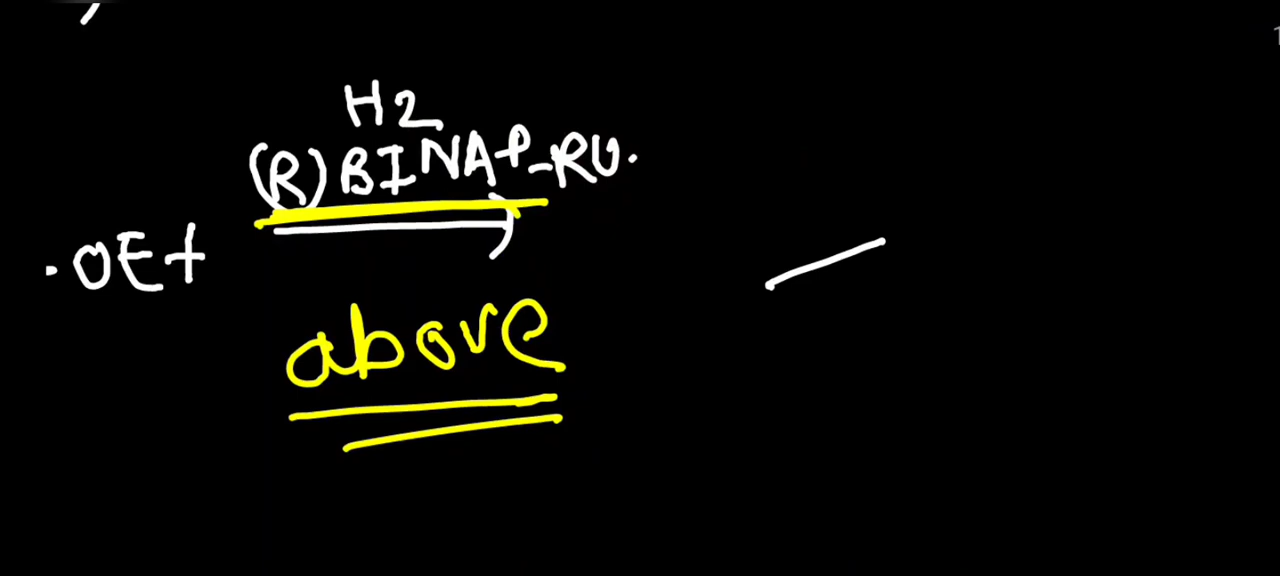 H2
(R) BINAP-RU.
.OEt
above